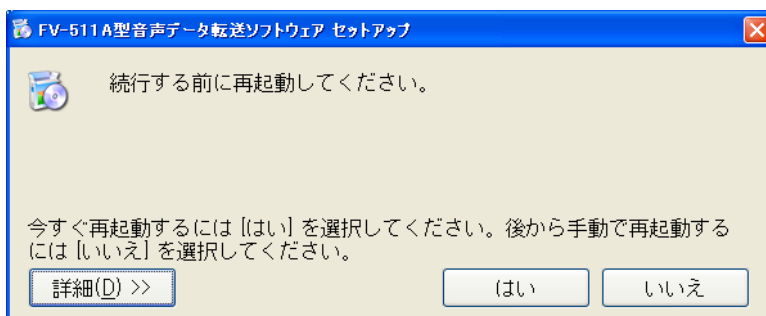 FV-511A型音声データ転送ソフトウェア セットアップ
続行する前に再起動してください。
今すぐ再起動するには [はい] を選択してください。後から手動で再起動する
には [いいえ] を選択してください。
詳細(D) >>
はい
いいえ